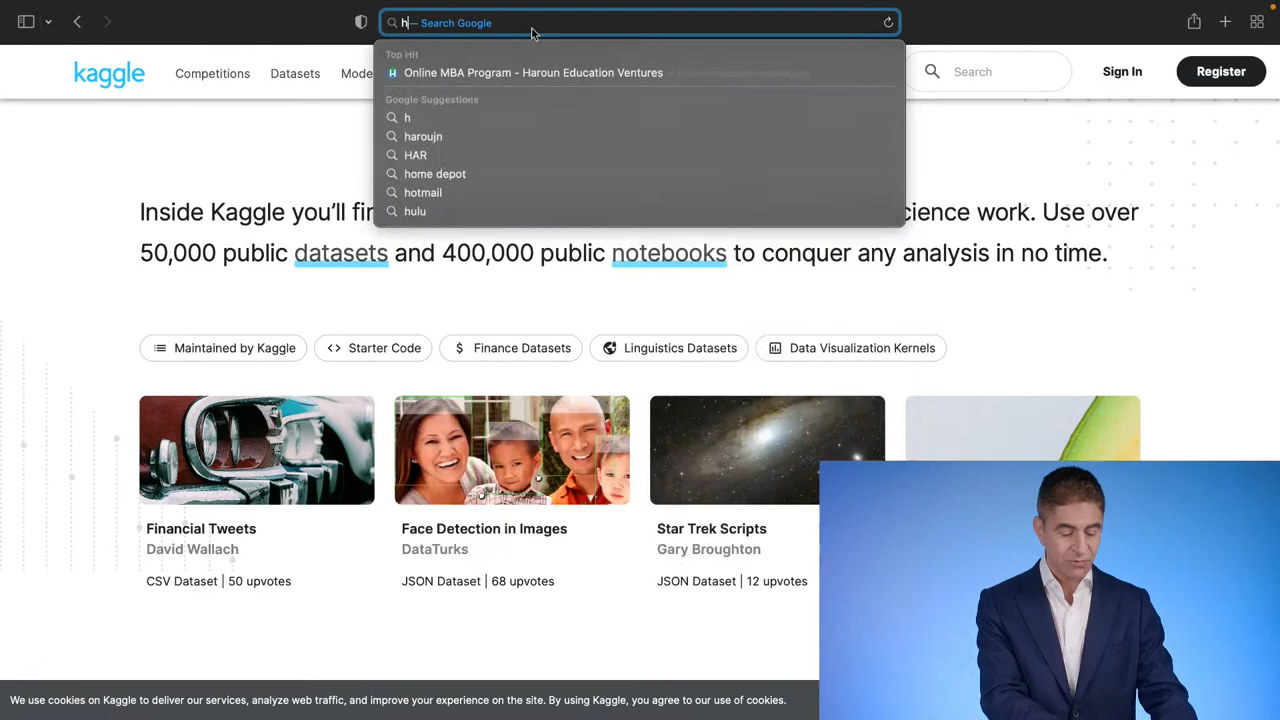 h — Search Google
Top Hit
Online MBA Program - Haroun Education Ventures
Google Suggestions
h
haroujn
HAR
home depot
hotmail
hulu
kaggle
Competitions
Datasets
Mode
Search
Sign In
Register
Inside Kaggle you'll fi
cience work. Use over
50,000 public datasets and 400,000 public notebooks to conquer any analysis in no time.
Maintained by Kaggle
Starter Code
Finance Datasets
Linguistics Datasets
Data Visualization Kernels
Financial Tweets
David Wallach
CSV Dataset | 50 upvotes
Face Detection in Images
DataTurks
JSON Dataset | 68 upvotes
Star Trek Scripts
Gary Broughton
JSON Dataset | 12 upvotes
We use cookies on Kaggle to deliver our services, analyze web traffic, and improve your experience on the site. By using Kaggle, you agree to our use of cookies.